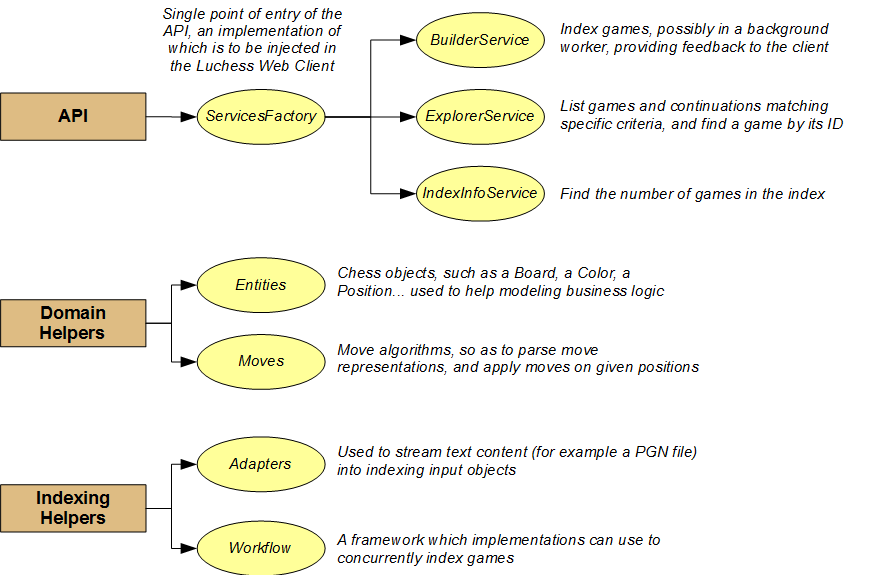 Single point of entry of the
API, an implementation of
which is to be injected in
the Luchess Web Client
BuilderService
Index games, possibly in a background
worker, providing feedback to the client
API
ServicesFactory
ExplorerService
List games and continuations matching
specific criteria, and find a game by its ID
IndexInfoService
Find the number of games in the index
Domain
Helpers
Entities
Chess objects, such as a Board, a Color, a
Position... used to help modeling business logic
Moves
Move algorithms, so as to parse move
representations, and apply moves on given positions
Indexing
Helpers
Adapters
Used to stream text content (for example a PGN file)
into indexing input objects
Workflow
A framework which implementations can use to
concurrently index games